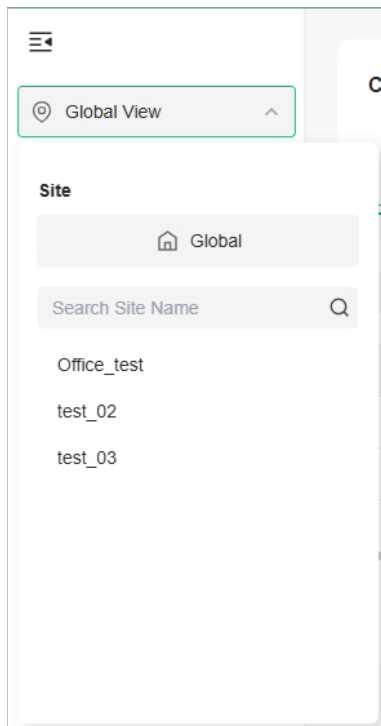 Global View
Site
Global
Search Site Name
Office_test
test_02
test_03